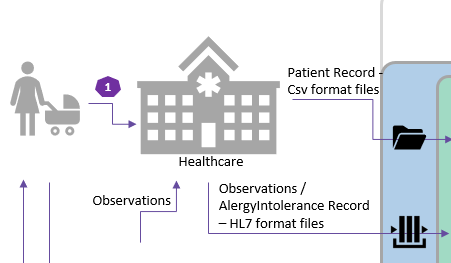 1
Patient Record -
Csv format files
Healthcare
Observations
Observations /
AlergyIntolerance Record
– HL7 format files